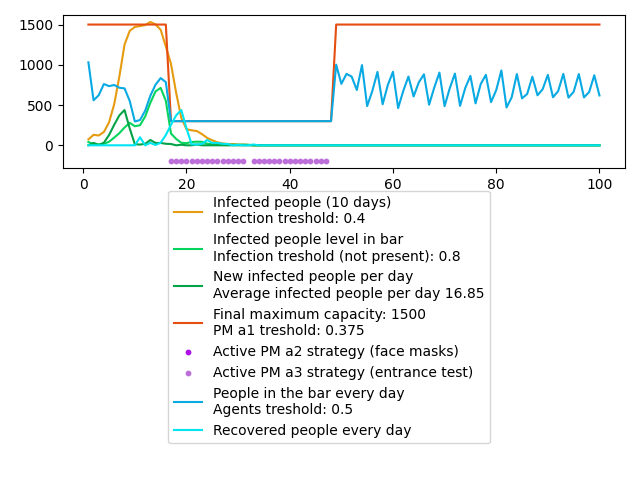 1500
1000
500
0
0
20
40
60
80
100
Infected people (10 days)
Infection treshold: 0.4
Infected people level in bar
Infection treshold (not present): 0.8
New infected people per day
Average infected people per day 16.85
Final maximum capacity: 1500
PM a1 treshold: 0.375
Active PM a2 strategy (face masks)
Active PM a3 strategy (entrance test)
People in the bar every day
Agents treshold: 0.5
Recovered people every day